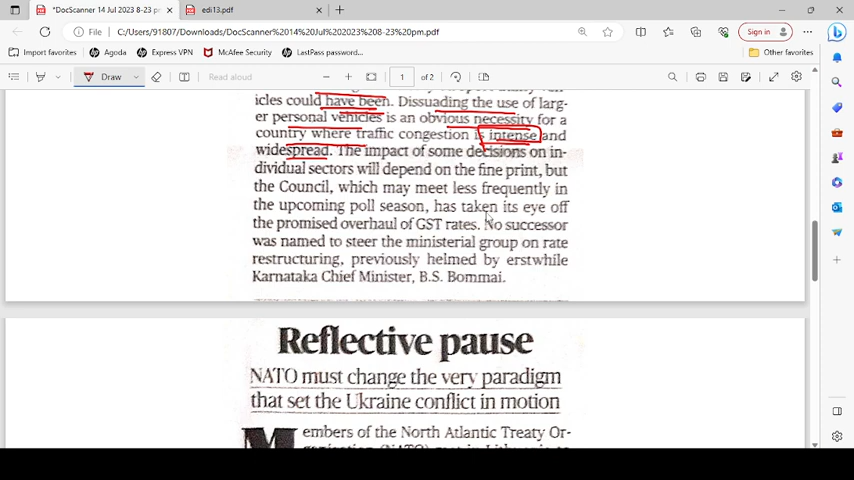 *DocScanner 14 Jul 2023 8-23 p
edi13.pdf
File
C:/Users/91807/Downloads/DocScanner%2014%20Jul%202023%208-23%20pm.pdf
Sign in
Import favorites
Agoda
Express VPN
McAfee Security
LastPass password...
Other favorites
Draw
Read aloud
1
of 2
icles could have been. Dissuading the use of larg-
er personal vehicles is an obvious necessity for a
country where traffic congestion is intense and
widespread. The impact of some decisions on in-
dividual sectors will depend on the fine print, but
the Council, which may meet less frequently in
the upcoming poll season, has taken its eye off
the promised overhaul of GST rates. No successor
was named to steer the ministerial group on rate
restructuring, previously helmed by erstwhile
Karnataka Chief Minister, B.S. Bommai.
Reflective pause
NATO must change the very paradigm
that set the Ukraine conflict in motion
Members of the North Atlantic Treaty Or-